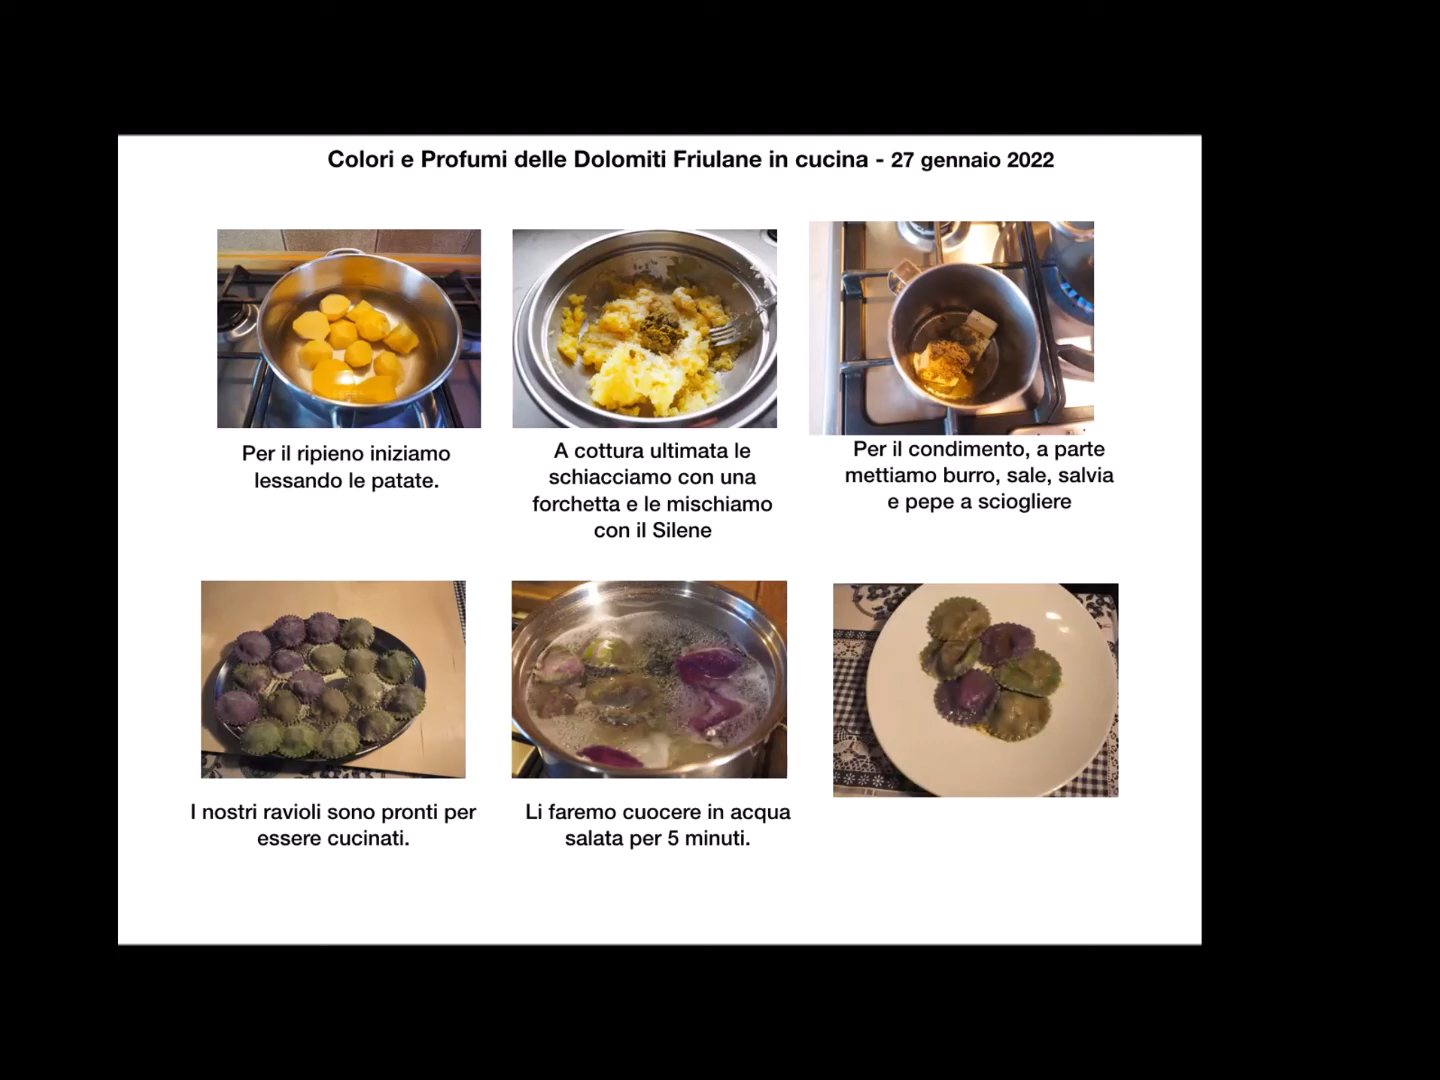 Colori e Profumi delle Dolomiti Friulane in cucina - 27 gennaio 2022
Per il ripieno iniziamo
lessando le patate.
A cottura ultimata le
schiacciamo con una
forchetta e le mischiamo
con il Silene
Per il condimento, a parte
mettiamo burro, sale, salvia
e pepe a sciogliere
I nostri ravioli sono pronti per
essere cucinati.
Li faremo cuocere in acqua
salata per 5 minuti.